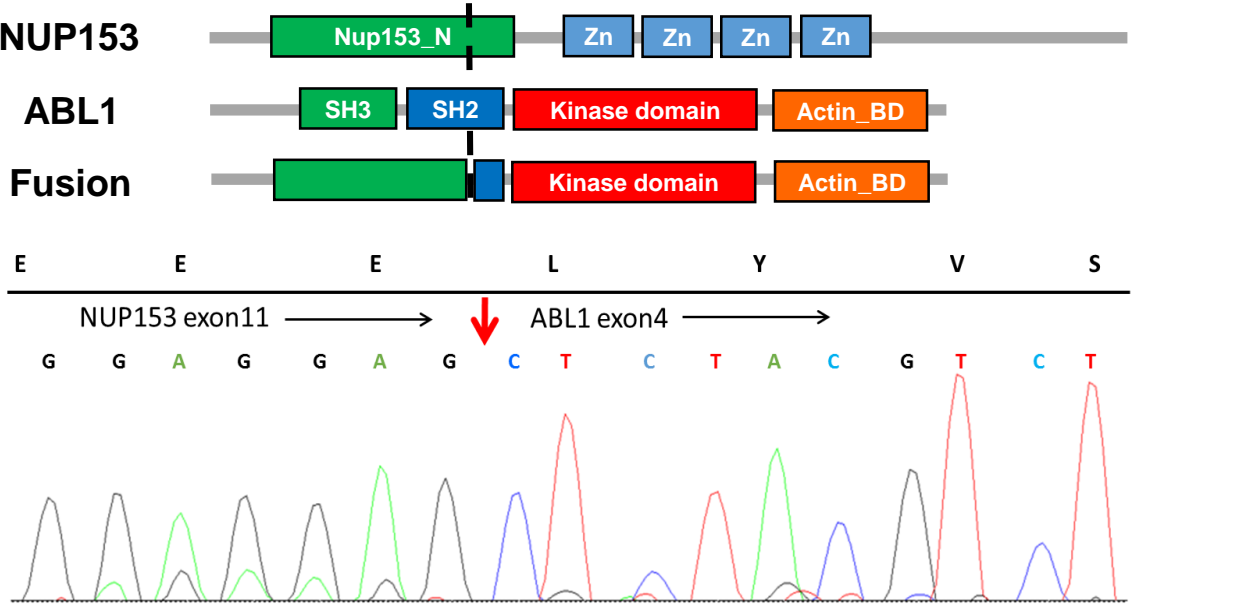 NUP153 Nup153_N Zn Zn Zn Zn
ABL1 SH3 SH2 Kinase domain Actin_BD
Fusion Kinase domain Actin_BD
E E E L Y V S
NUP153 exon11 ABL1 exon4
G G A G G A G C T C T A C G T C T